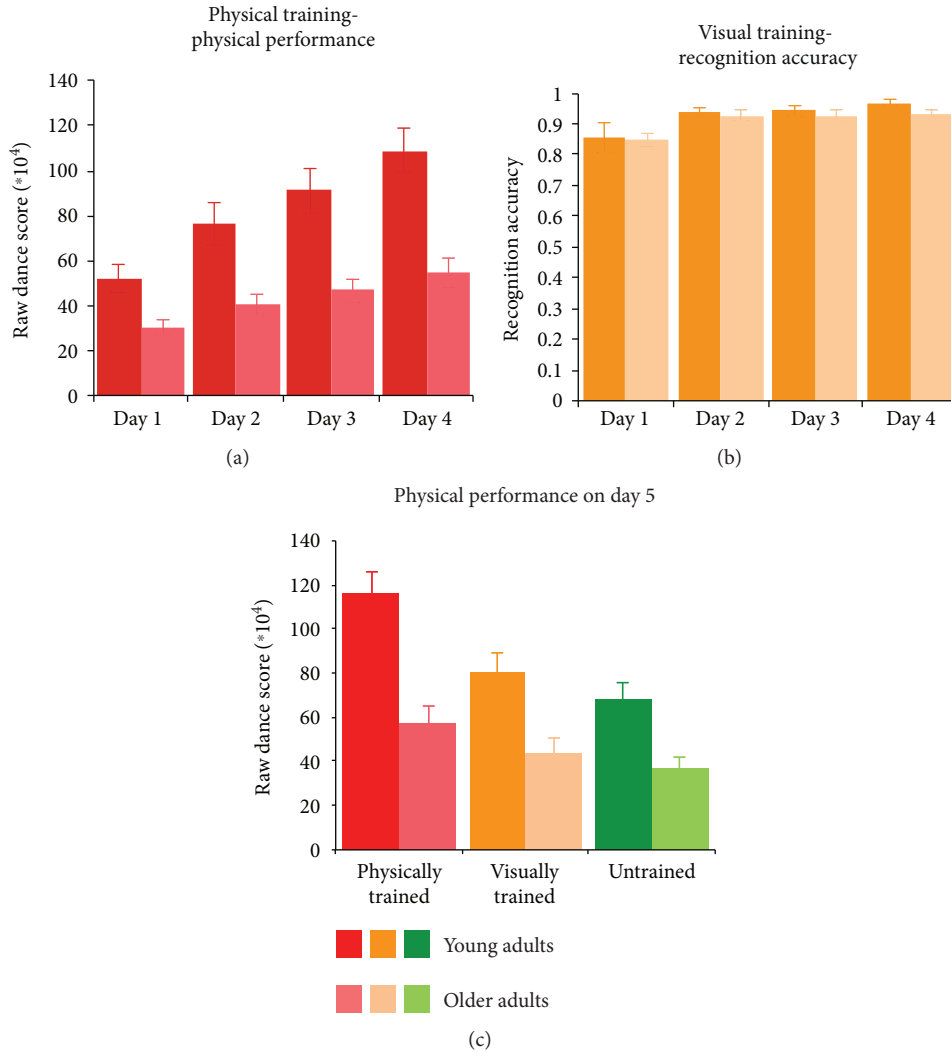 Physical training-
physical performance
Raw dance score (*10⁴)
140
120
100
80
60
40
20
0
Day 1 Day 2 Day 3 Day 4
(a)
Visual training-
recognition accuracy
Recognition accuracy
1
0.9
0.8
0.7
0.6
0.5
0.4
0.3
0.2
0.1
0
Day 1 Day 2 Day 3 Day 4
(b)
Physical performance on day 5
Raw dance score (*10⁴)
140
120
100
80
60
40
20
0
Physically
trained
Visually
trained
Untrained
Young adults
Older adults
(c)